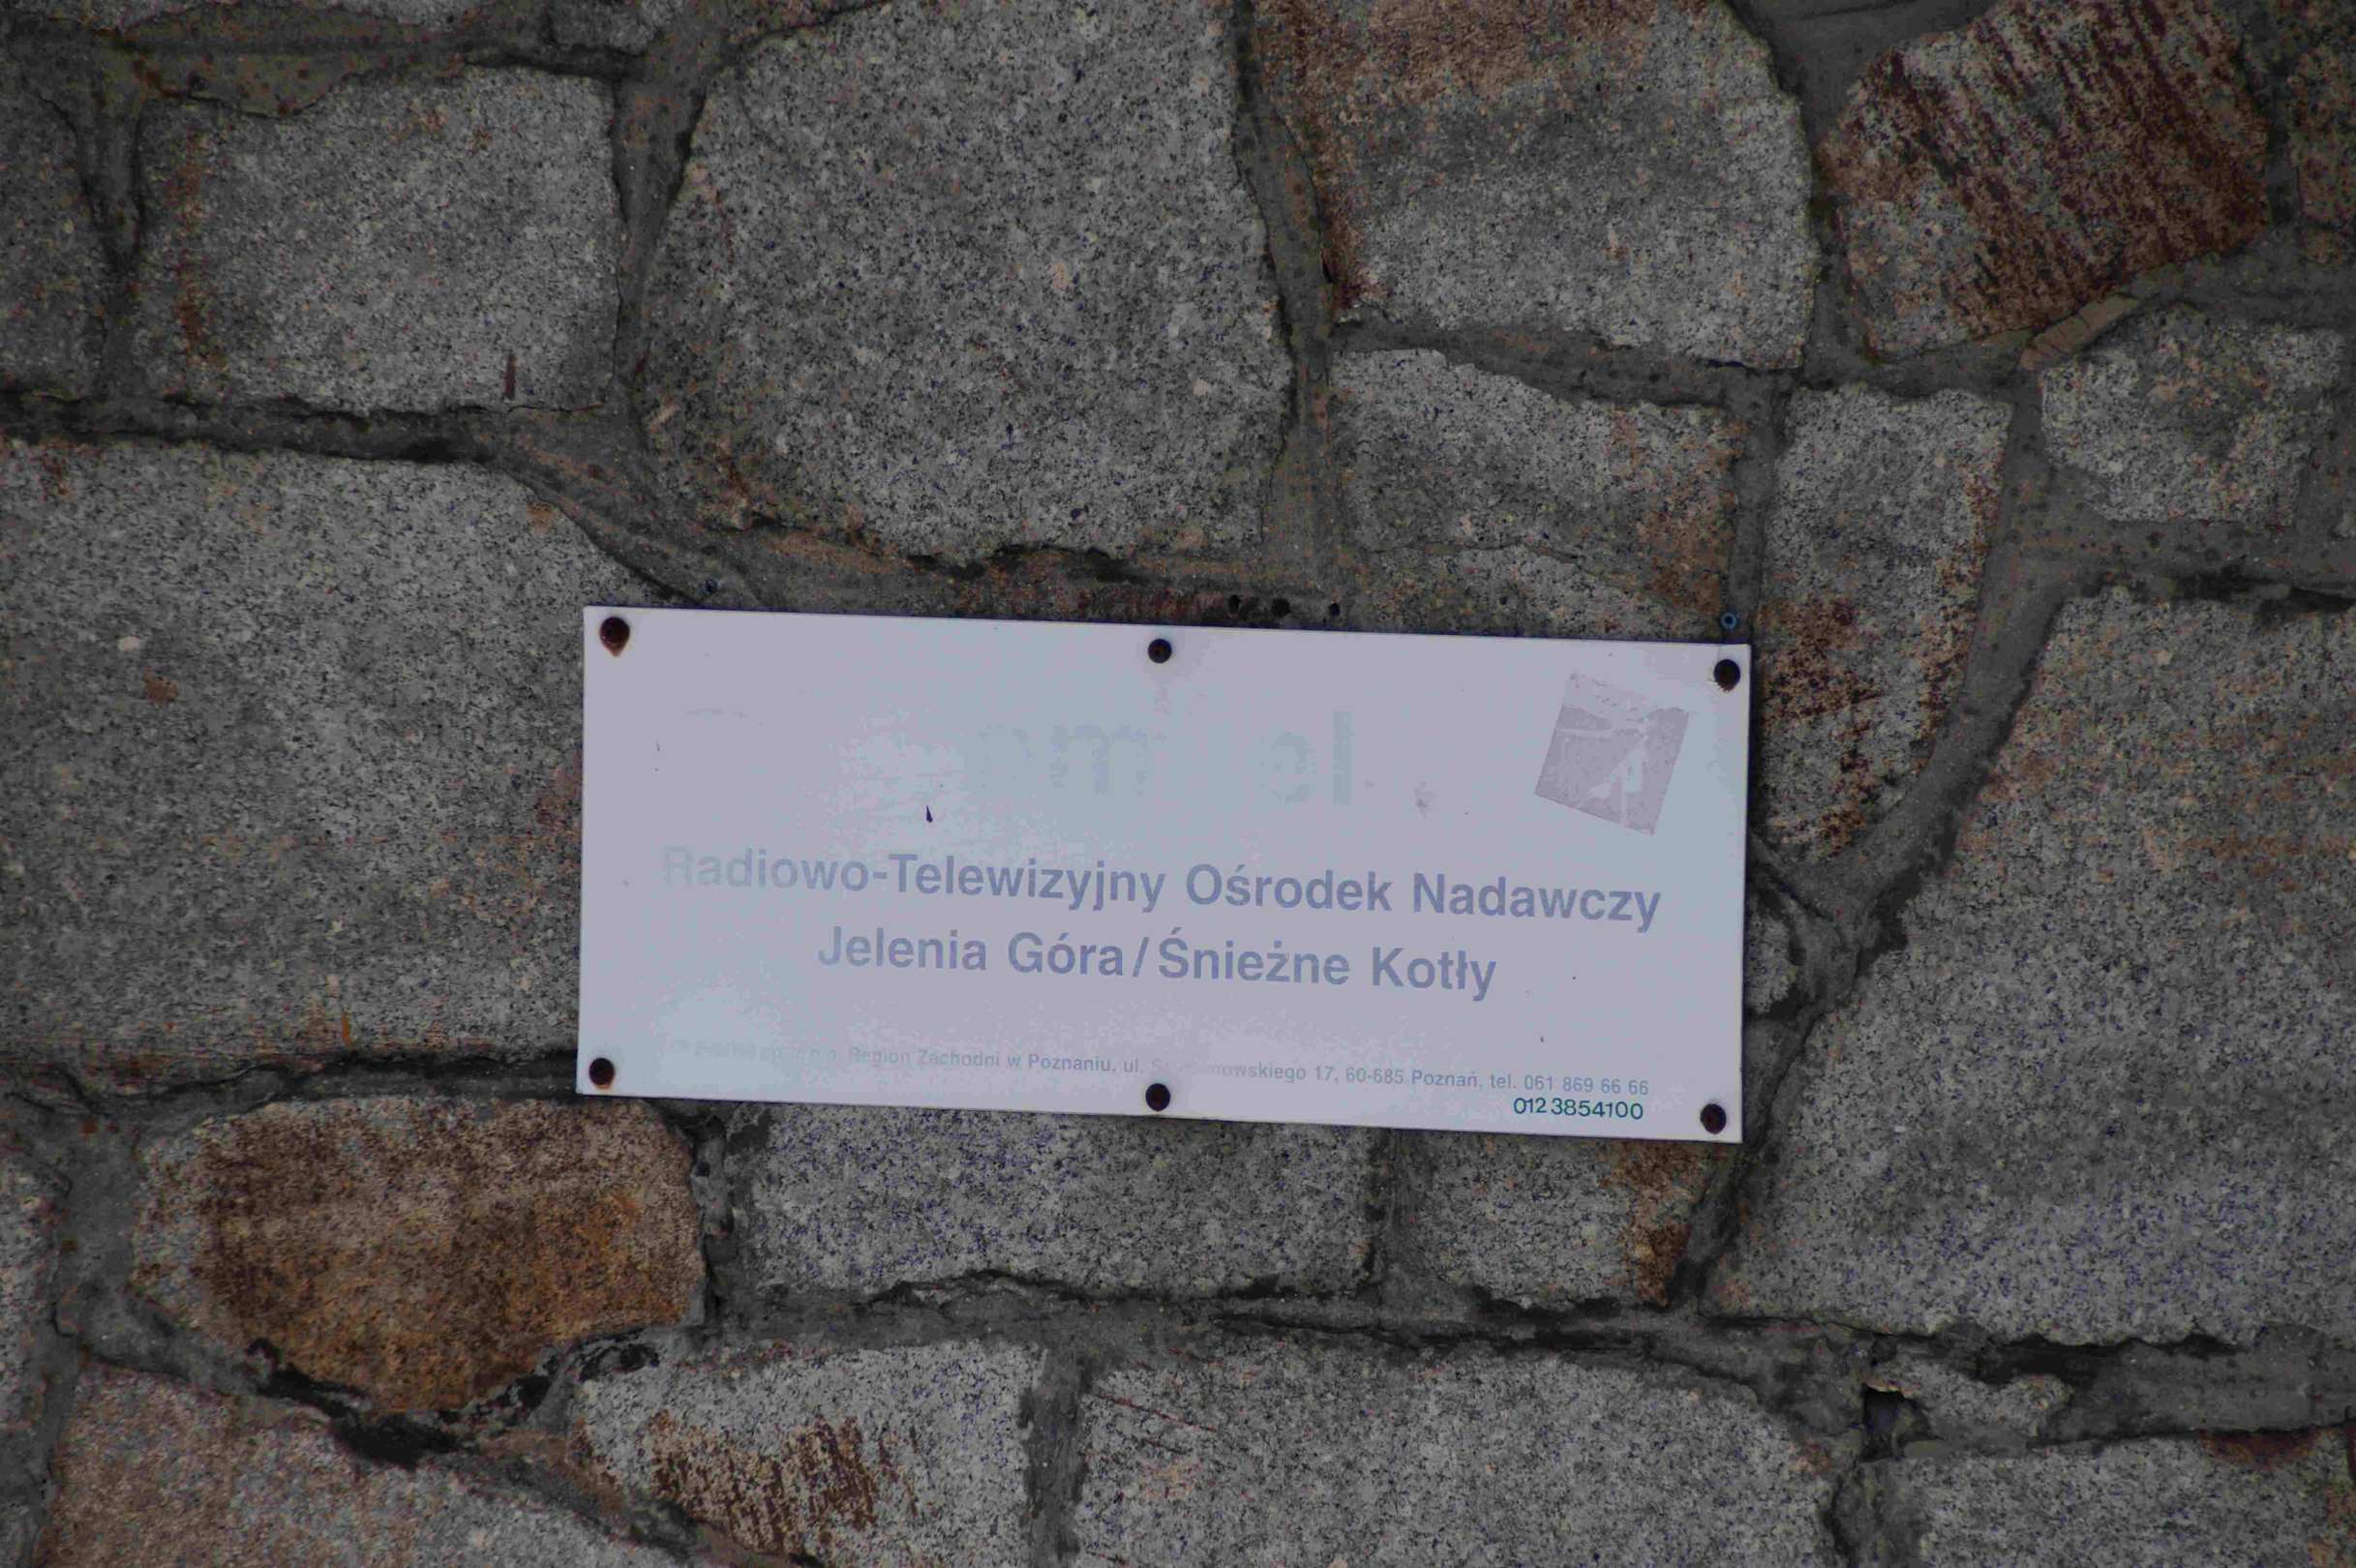 Radiowo-Telewizyjny Ośrodek Nadawczy
Jelenia Góra/Śnieżne Kotły
Region Zachodni w Poznaniu, ul. 17, 60-685 Poznań, tel. 061 869 66 66
012 3854100